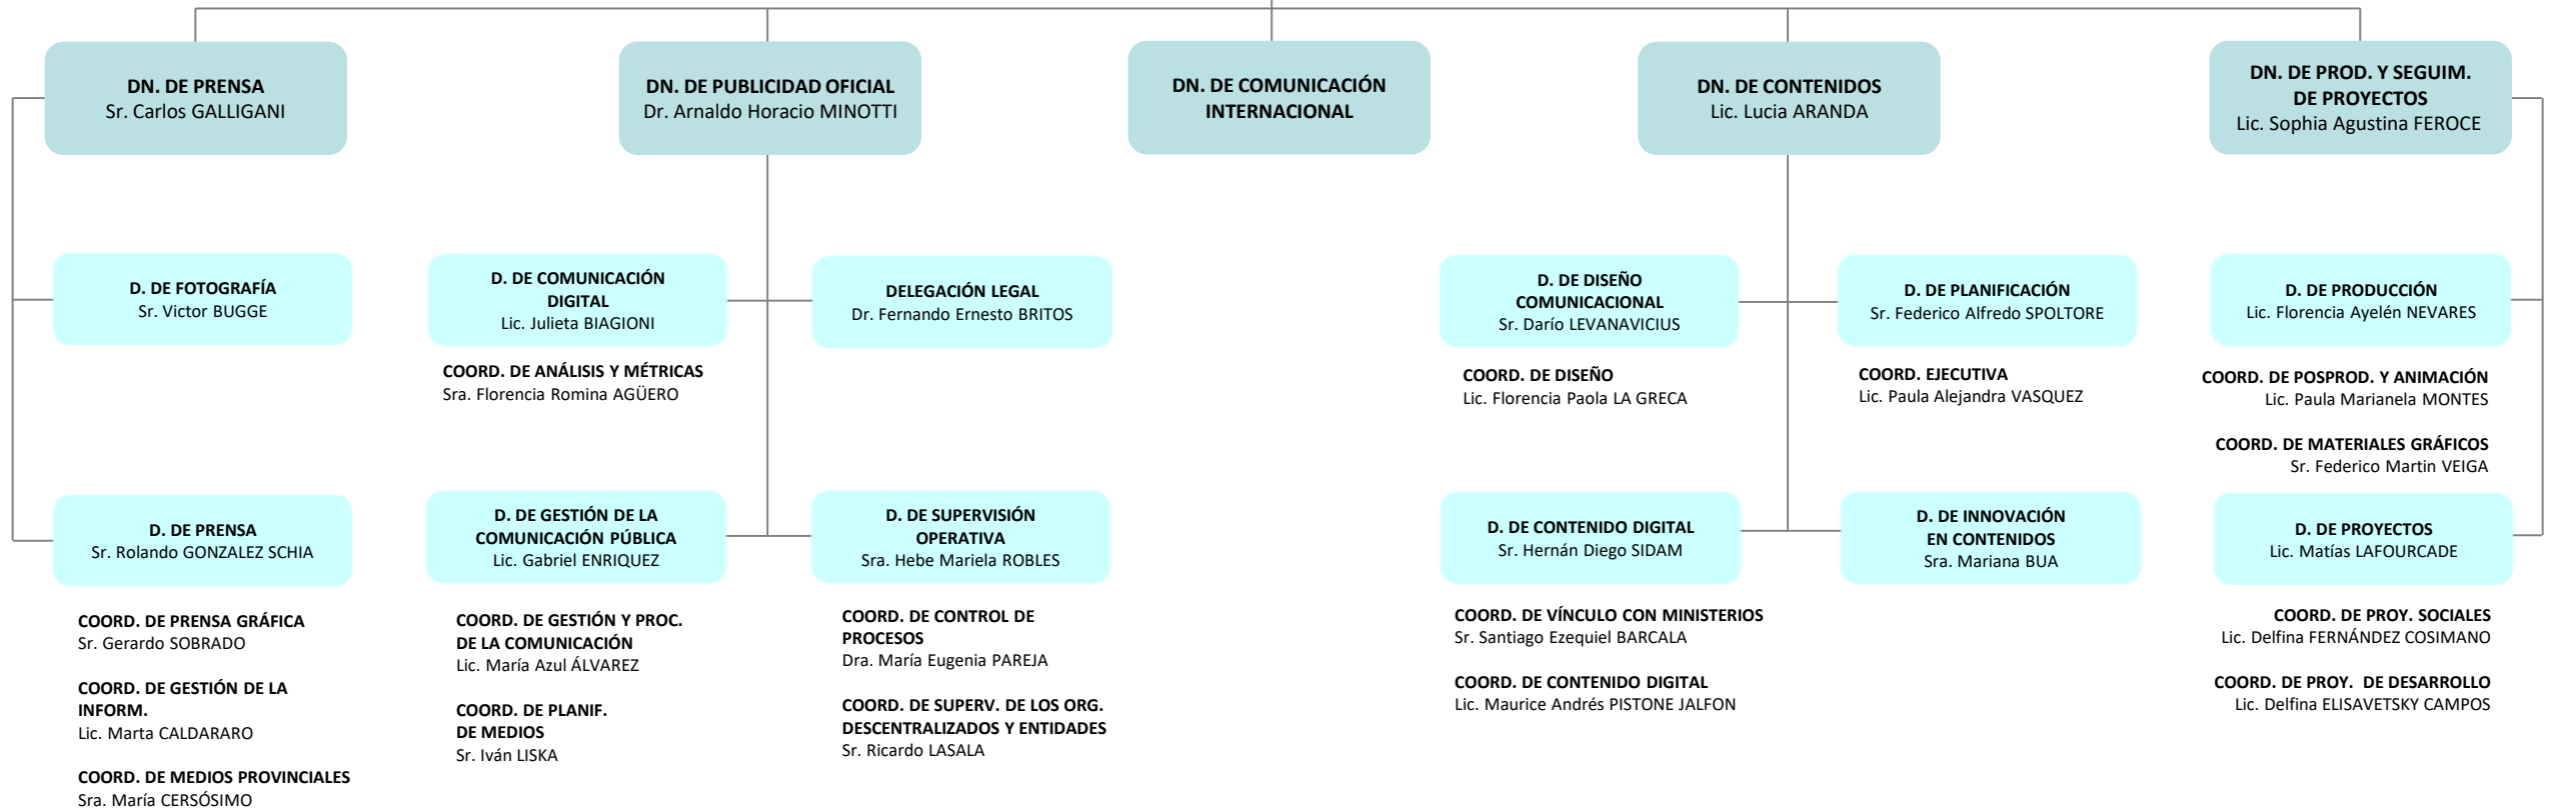 DN. DE PRENSA
Sr. Carlos GALLIGANI
DN. DE PUBLICIDAD OFICIAL
Dr. Arnaldo Horacio MINOTTI
DN. DE COMUNICACIÓN
INTERNACIONAL
DN. DE CONTENIDOS
Lic. Lucia ARANDA
DN. DE PROD. Y SEGUIM.
DE PROYECTOS
Lic. Sophia Agustina FEROCE
D. DE FOTOGRAFÍA
Sr. Victor BUGGE
D. DE COMUNICACIÓN
DIGITAL
Lic. Julieta BIAGIONI
COORD. DE ANÁLISIS Y MÉTRICAS
Sra. Florencia Romina AGÜERO
DELEGACIÓN LEGAL
Dr. Fernando Ernesto BRITOS
D. DE DISEÑO
COMUNICACIONAL
Sr. Darío LEVANAVICIUS
COORD. DE DISEÑO
Lic. Florencia Paola LA GRECA
D. DE PLANIFICACIÓN
Sr. Federico Alfredo SPOLTORE
COORD. EJECUTIVA
Lic. Paula Alejandra VASQUEZ
D. DE PRODUCCIÓN
Lic. Florencia Ayelén NEVARES
COORD. DE POSPROD. Y ANIMACIÓN
Lic. Paula Marianela MONTES
COORD. DE MATERIALES GRÁFICOS
Sr. Federico Martin VEIGA
D. DE PRENSA
Sr. Rolando GONZALEZ SCHIA
COORD. DE PRENSA GRÁFICA
Sr. Gerardo SOBRADO
COORD. DE GESTIÓN DE LA
INFORM.
Lic. Marta CALDARARO
COORD. DE MEDIOS PROVINCIALES
Sra. María CERSÓSIMO
D. DE GESTIÓN DE LA
COMUNICACIÓN PÚBLICA
Lic. Gabriel ENRIQUEZ
COORD. DE GESTIÓN Y PROC.
DE LA COMUNICACIÓN
Lic. María Azul ÁLVAREZ
COORD. DE PLANIF.
DE MEDIOS
Sr. Iván LISKA
D. DE SUPERVISIÓN
OPERATIVA
Sra. Hebe Mariela ROBLES
COORD. DE CONTROL DE
PROCESOS
Dra. María Eugenia PAREJA
COORD. DE SUPERV. DE LOS ORG.
DESCENTRALIZADOS Y ENTIDADES
Sr. Ricardo LASALA
D. DE CONTENIDO DIGITAL
Sr. Hernán Diego SIDAM
COORD. DE VÍNCULO CON MINISTERIOS
Sr. Santiago Ezequiel BARCALA
COORD. DE CONTENIDO DIGITAL
Lic. Maurice Andrés PISTONE JALFON
D. DE INNOVACIÓN
EN CONTENIDOS
Sra. Mariana BUA
D. DE PROYECTOS
Lic. Matías LAFOURCADE
COORD. DE PROY. SOCIALES
Lic. Delfina FERNÁNDEZ COSIMANO
COORD. DE PROY. DE DESARROLLO
Lic. Delfina ELISAVETSKY CAMPOS